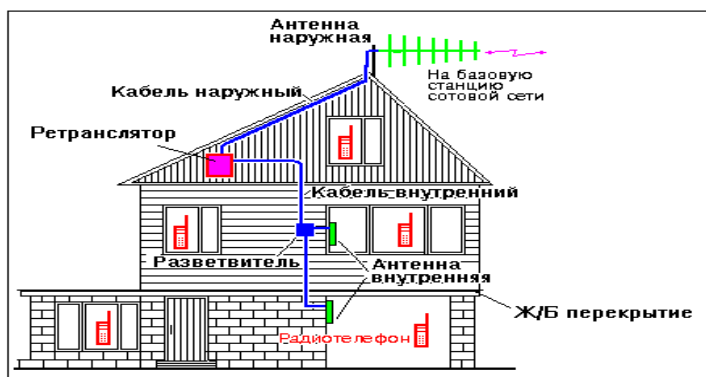 Антенна
наружная
На базовую
станцию
сотовой сети
Кабель наружный
Ретранслятор
Кабель внутренний
Разветвитель
Антенна
внутренняя
Ж/Б перекрытие
Радиотелефон